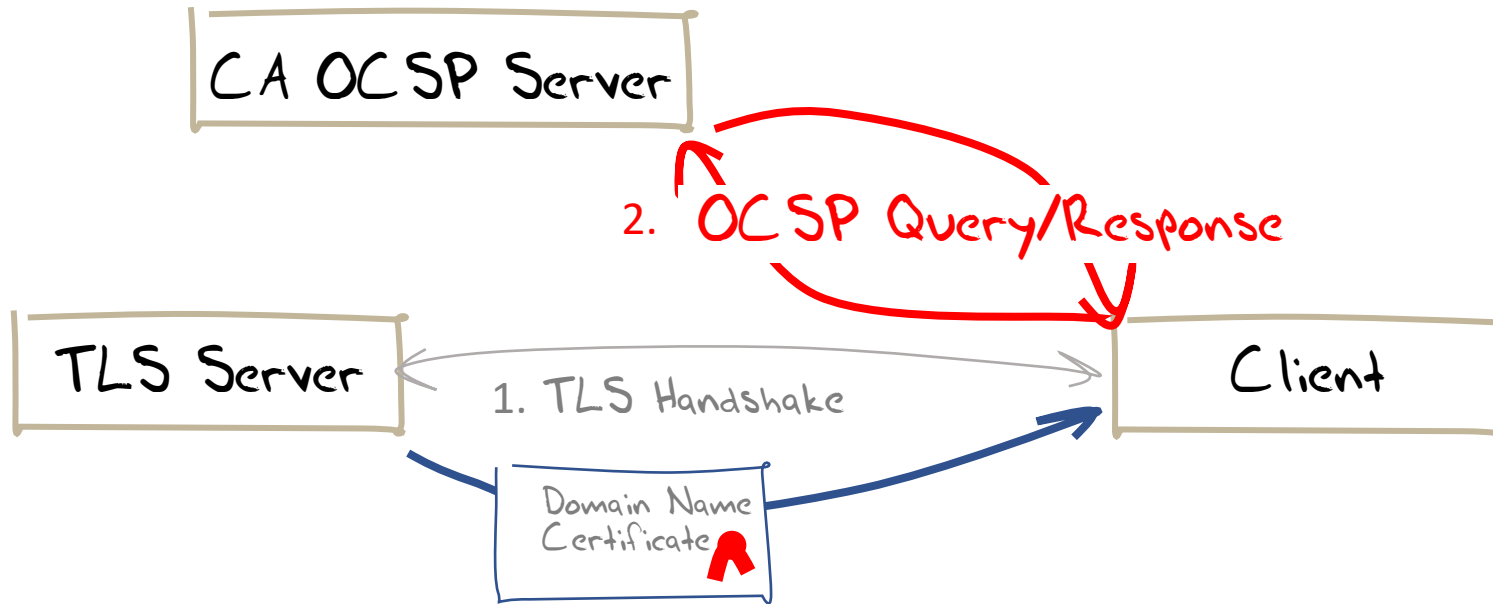 CA OCSP Server
2. OCSP Query/Response
TLS Server
1. TLS Handshake
Client
Domain Name
Certificate